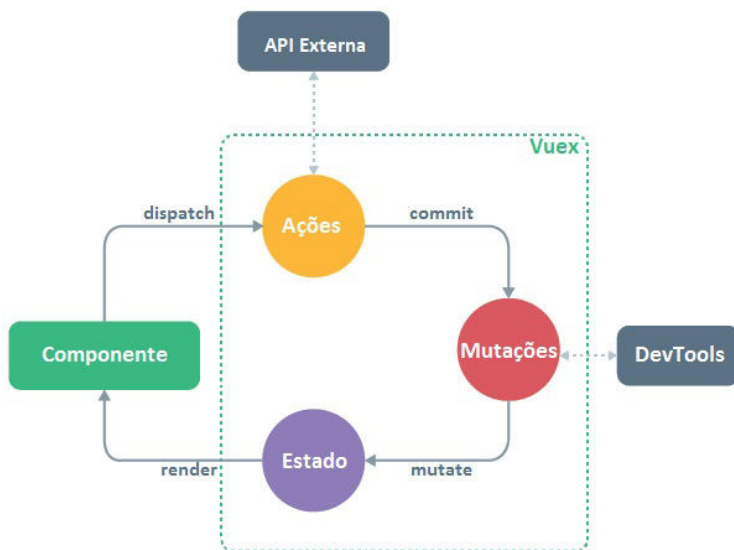 API Externa
Vuex
dispatch
Ações
commit
Componente
Mutações
DevTools
render
Estado
mutate